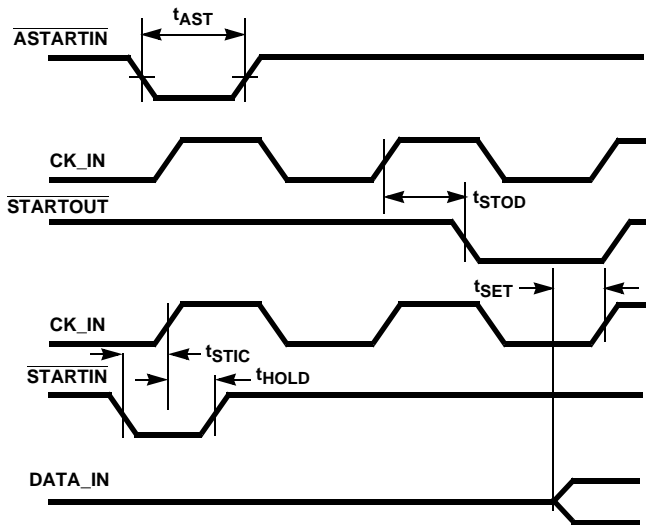 tAST
ASTARTIN
CK_IN
tSTOD
STARTOUT
tSET
CK_IN
tSTIC
STARTIN
tHOLD
DATA_IN